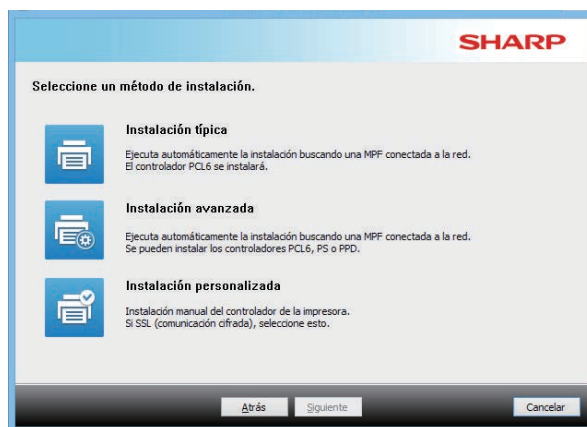 SHARP
Seleccione un método de instalación.
Instalación típica
Ejecuta automáticamente la instalación buscando una MPF conectada a la red.
El controlador PCL6 se instalará.
Instalación avanzada
Ejecuta automáticamente la instalación buscando una MPF conectada a la red.
Se pueden instalar los controladores PCL6, PS o PPD.
Instalación personalizada
Instalación manual del controlador de la impresora.
Si SSL (comunicación cifrada), seleccione esto.
Atrás Siguiente Cancelar